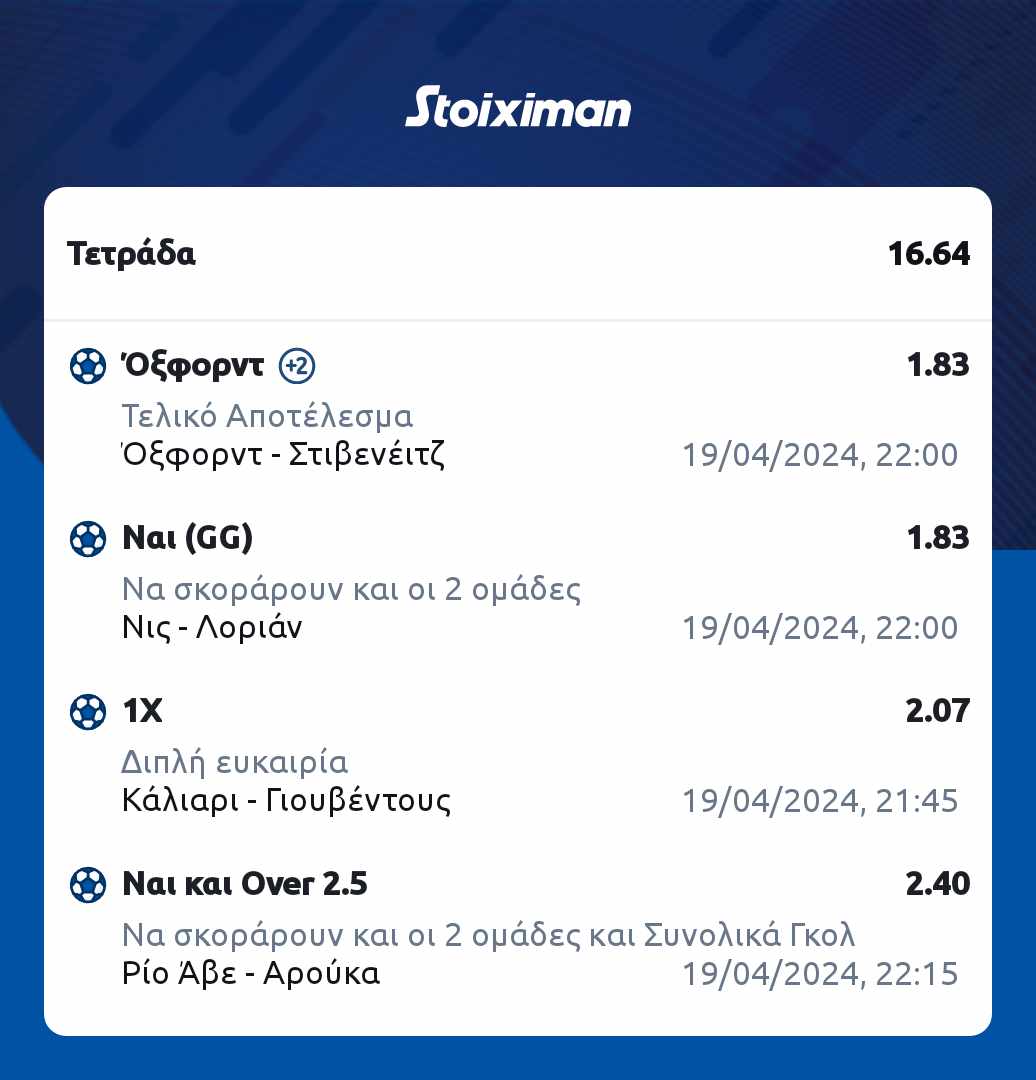 Stoiximan
Τετράδα 16.64
Όξφορντ +2 1.83
Τελικό Αποτέλεσμα
Όξφορντ - Στιβενέιτζ 19/04/2024, 22:00
Ναι (GG) 1.83
Να σκοράρουν και οι 2 ομάδες
Νις - Λοριάν 19/04/2024, 22:00
1X 2.07
Διπλή ευκαιρία
Κάλιαρι - Γιουβέντους 19/04/2024, 21:45
Ναι και Over 2.5 2.40
Να σκοράρουν και οι 2 ομάδες και Συνολικά Γκολ
Ρίο Άβε - Αρούκα 19/04/2024, 22:15